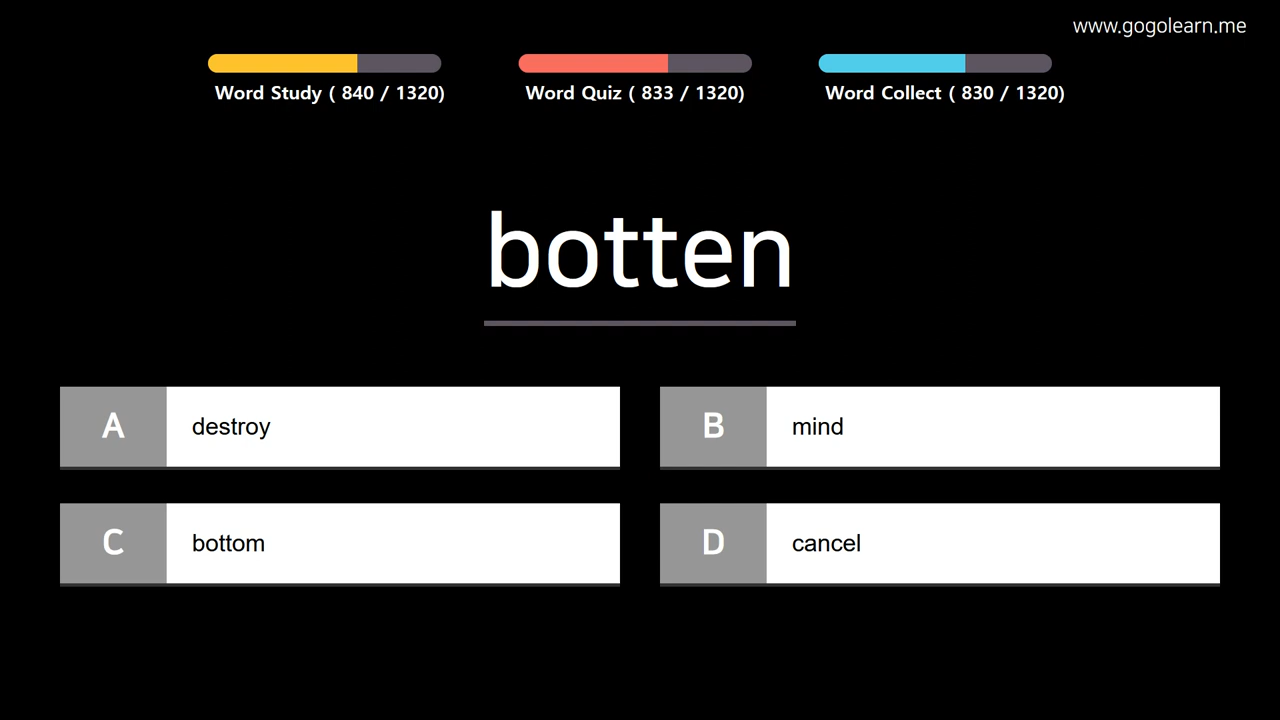 www.gogolearn.me
Word Study ( 840 / 1320)
Word Quiz ( 833 / 1320)
Word Collect ( 830 / 1320)
botten
A
destroy
B
mind
C
bottom
D
cancel